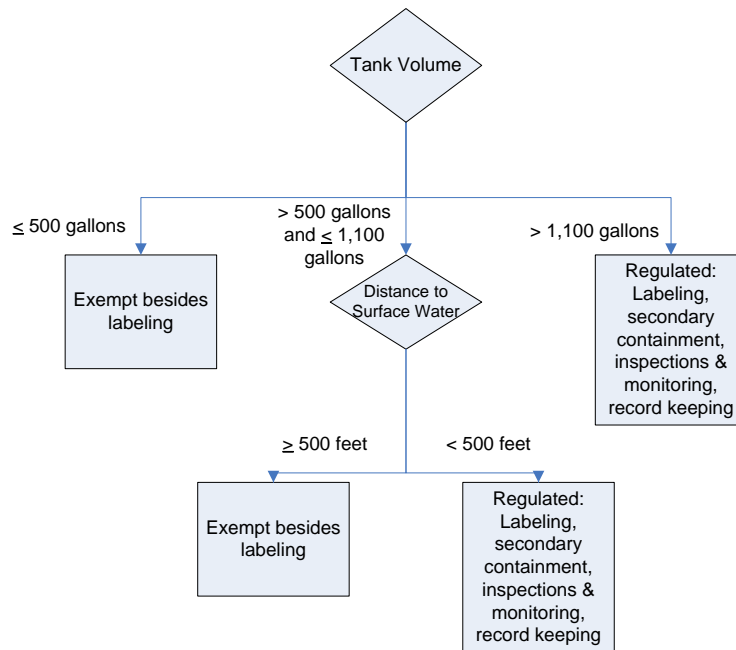 Tank Volume
≤ 500 gallons
> 500 gallons
and ≤ 1,100
gallons
> 1,100 gallons
Exempt besides
labeling
Distance to
Surface Water
Regulated:
Labeling,
secondary
containment,
inspections &
monitoring,
record keeping
≥ 500 feet
< 500 feet
Exempt besides
labeling
Regulated:
Labeling,
secondary
containment,
inspections &
monitoring,
record keeping